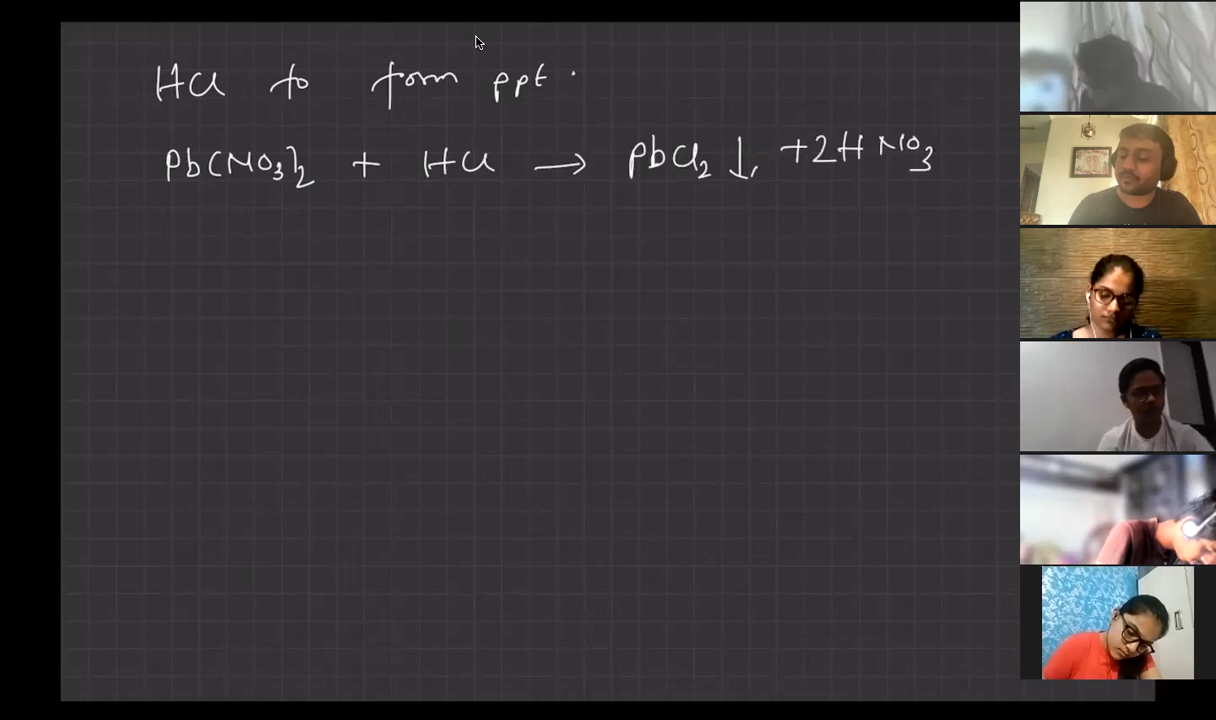 HCl to form ppt.
Pb(NO3)2 + HCl → PbCl2 ↓, +2HNO3